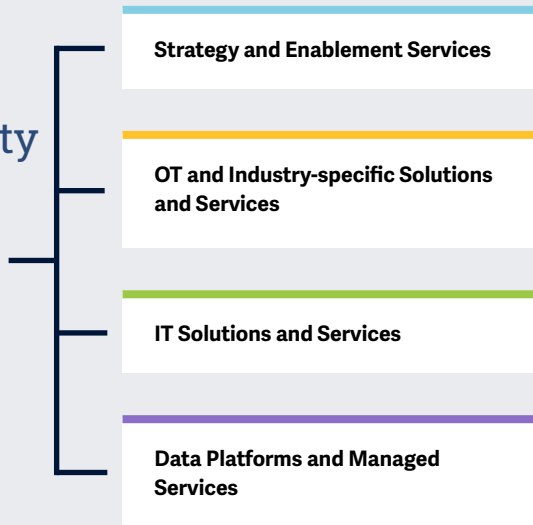 Strategy and Enablement Services
ty
OT and Industry-specific Solutions
and Services
IT Solutions and Services
Data Platforms and Managed
Services